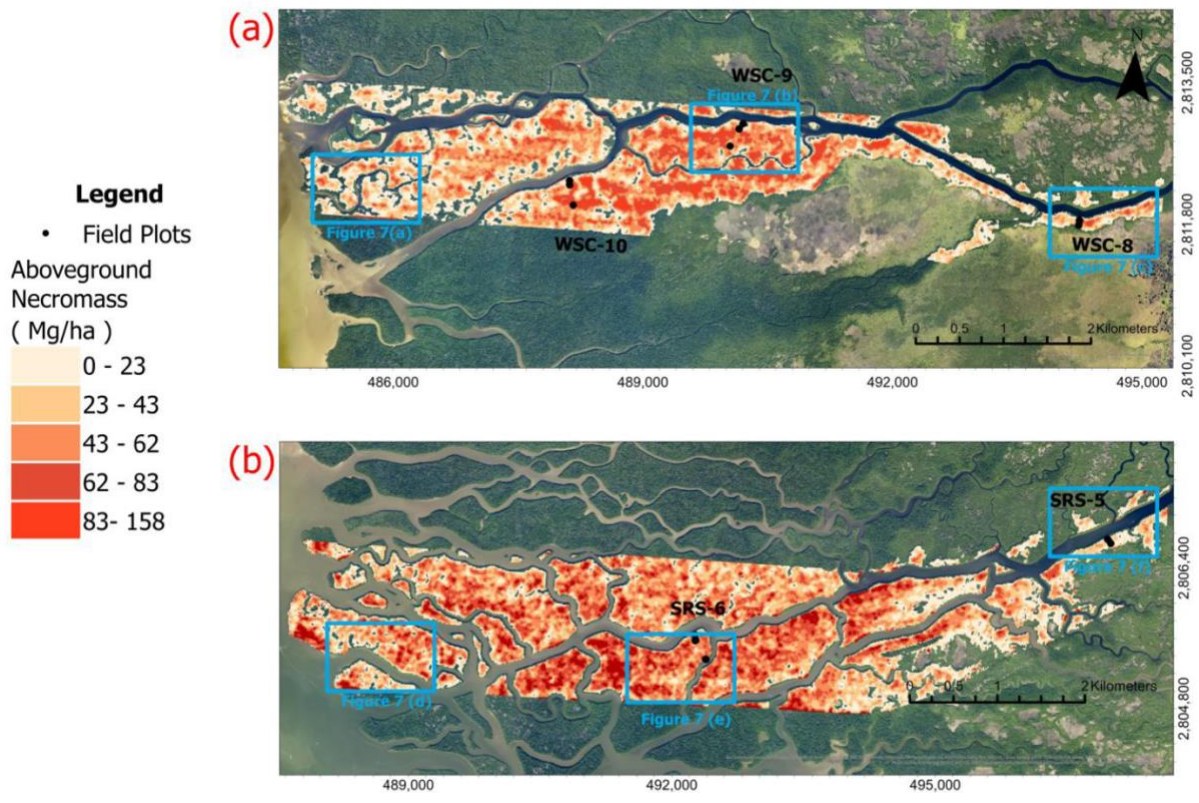 (a)
N
WSC-9
Figure 7 (b)
2,813,500
Legend
Field Plots
Aboveground
Necromass
( Mg/ha )
0 - 23
23 - 43
43 - 62
62 - 83
83- 158
Figure 7(a)
WSC-10
WSC-8
Figure 7 (c)
2,811,800
0 0.5 1 2 Kilometers
2,810,100
486,000 489,000 492,000 495,000
(b)
SRS-5
Figure 7 (f)
2,806,400
SRS-6
0 0.5 1 2 Kilometers
Figure 7 (d)
Figure 7 (e)
2,804,800
489,000 492,000 495,000